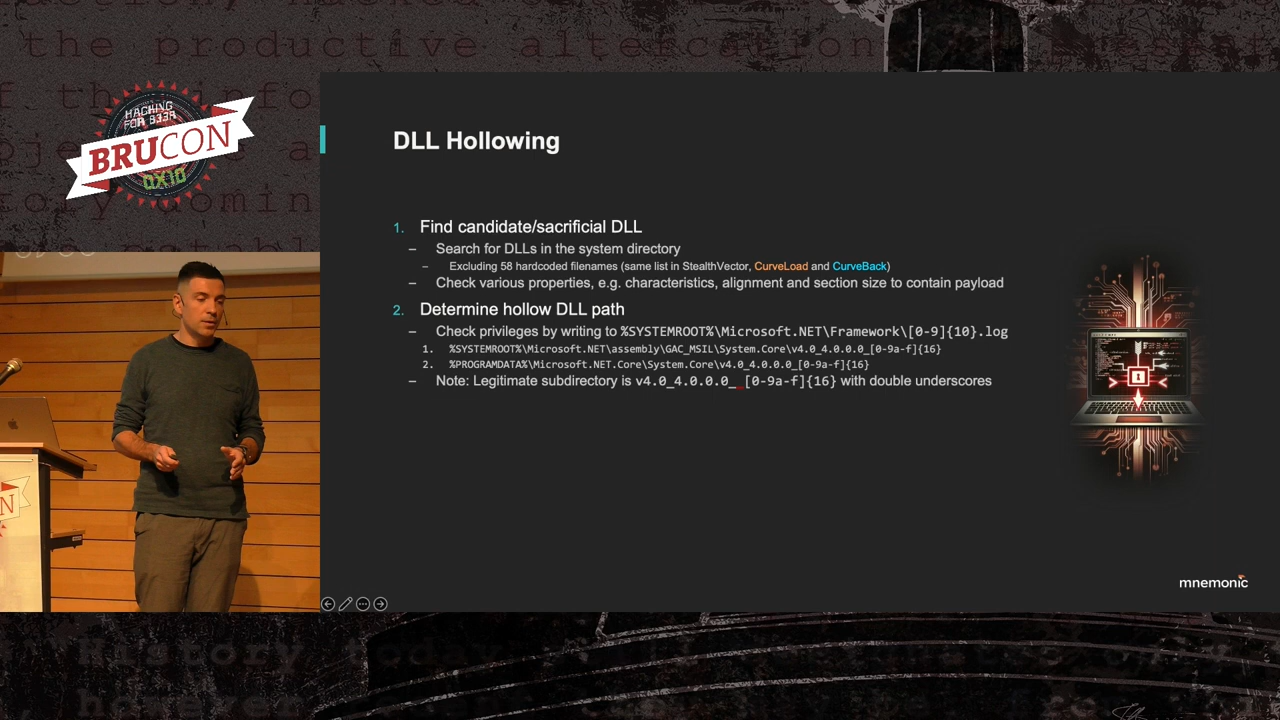 the productive altercation
HACKING
FOR B33R
BRUCON
0X10
DLL Hollowing
1. Find candidate/sacrificial DLL
– Search for DLLs in the system directory
– Excluding 58 hardcoded filenames (same list in StealthVector, CurveLoad and CurveBack)
– Check various properties, e.g. characteristics, alignment and section size to contain payload
2. Determine hollow DLL path
– Check privileges by writing to %SYSTEMROOT%\Microsoft.NET\Framework\[0-9]{10}.log
1. %SYSTEMROOT%\Microsoft.NET\assembly\GAC_MSIL\System.Core\v4.0_4.0.0.0_[0-9a-f]{16}
2. %PROGRAMDATA%\Microsoft.NET.Core\System.Core\v4.0_4.0.0.0_[0-9a-f]{16}
– Note: Legitimate subdirectory is v4.0_4.0.0.0__[0-9a-f]{16} with double underscores
mnemonic
History today
however